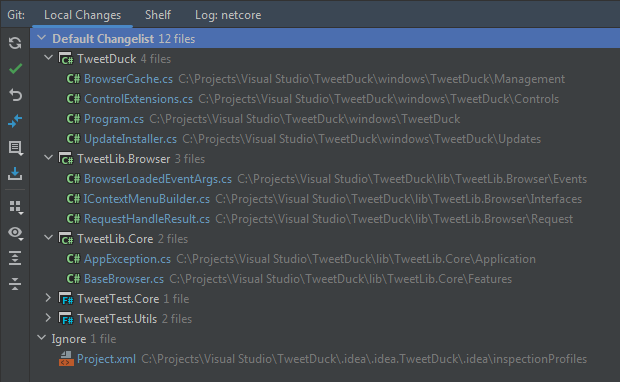 Git: Local Changes Shelf Log: netcore
Default Changelist 12 files
C# TweetDuck 4 files
C# BrowserCache.cs C:\Projects\Visual Studio\TweetDuck\windows\TweetDuck\Management
C# ControlExtensions.cs C:\Projects\Visual Studio\TweetDuck\windows\TweetDuck\Controls
C# Program.cs C:\Projects\Visual Studio\TweetDuck\windows\TweetDuck
C# UpdateInstaller.cs C:\Projects\Visual Studio\TweetDuck\windows\TweetDuck\Updates
C# TweetLib.Browser 3 files
C# BrowserLoadedEventArgs.cs C:\Projects\Visual Studio\TweetDuck\lib\TweetLib.Browser\Events
C# IContextMenuBuilder.cs C:\Projects\Visual Studio\TweetDuck\lib\TweetLib.Browser\Interfaces
C# RequestHandleResult.cs C:\Projects\Visual Studio\TweetDuck\lib\TweetLib.Browser\Request
C# TweetLib.Core 2 files
C# AppException.cs C:\Projects\Visual Studio\TweetDuck\lib\TweetLib.Core\Application
C# BaseBrowser.cs C:\Projects\Visual Studio\TweetDuck\lib\TweetLib.Core\Features
F# TweetTest.Core 1 file
F# TweetTest.Utils 2 files
Ignore 1 file
Project.xml C:\Projects\Visual Studio\TweetDuck\.idea\.idea.TweetDuck\.idea\inspectionProfiles